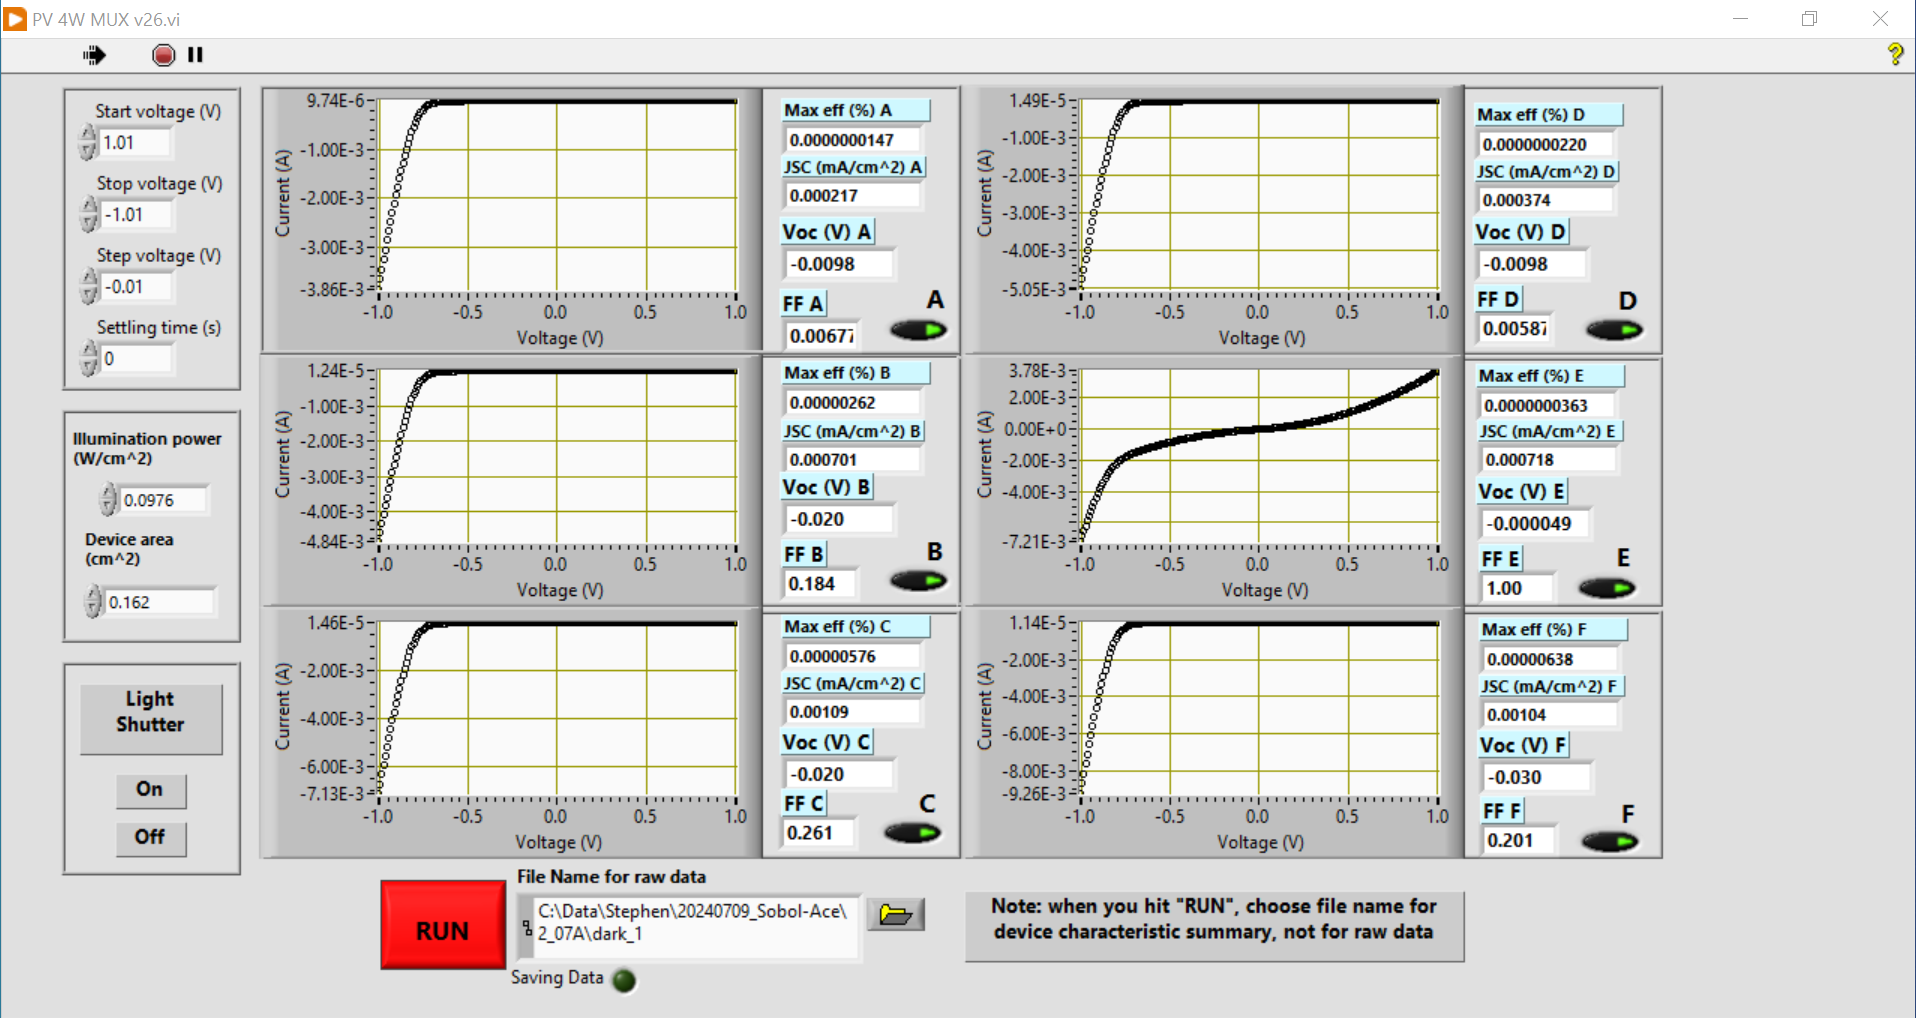 PV 4W MUX v26.vi
?
Start voltage (V)
1.01
Stop voltage (V)
-1.01
Step voltage (V)
-0.01
Settling time (s)
0
Illumination power
(W/cm^2)
0.0976
Device area
(cm^2)
0.162
Light
Shutter
On
Off
9.74E-6
-1.00E-3
-2.00E-3
-3.00E-3
-3.86E-3
Current (A)
-1.0 -0.5 0.0 0.5 1.0
Voltage (V)
Max eff (%) A
0.0000000147
JSC (mA/cm^2) A
0.000217
Voc (V) A
-0.0098
FF A
0.00677
A
1.49E-5
-1.00E-3
-2.00E-3
-3.00E-3
-4.00E-3
-5.05E-3
Current (A)
-1.0 -0.5 0.0 0.5 1.0
Voltage (V)
Max eff (%) D
0.0000000220
JSC (mA/cm^2) D
0.000374
Voc (V) D
-0.0098
FF D
0.00587
D
1.24E-5
-1.00E-3
-2.00E-3
-3.00E-3
-4.00E-3
-4.84E-3
Current (A)
-1.0 -0.5 0.0 0.5 1.0
Voltage (V)
Max eff (%) B
0.00000262
JSC (mA/cm^2) B
0.000701
Voc (V) B
-0.020
FF B
0.184
B
3.78E-3
2.00E-3
0.00E+0
-2.00E-3
-4.00E-3
-7.21E-3
Current (A)
-1.0 -0.5 0.0 0.5 1.0
Voltage (V)
Max eff (%) E
0.0000000363
JSC (mA/cm^2) E
0.000718
Voc (V) E
-0.000049
FF E
1.00
E
1.46E-5
-2.00E-3
-4.00E-3
-6.00E-3
-7.13E-3
Current (A)
-1.0 -0.5 0.0 0.5 1.0
Voltage (V)
Max eff (%) C
0.00000576
JSC (mA/cm^2) C
0.00109
Voc (V) C
-0.020
FF C
0.261
C
1.14E-5
-2.00E-3
-4.00E-3
-6.00E-3
-8.00E-3
-9.26E-3
Current (A)
-1.0 -0.5 0.0 0.5 1.0
Voltage (V)
Max eff (%) F
0.00000638
JSC (mA/cm^2) F
0.00104
Voc (V) F
-0.030
FF F
0.201
F
RUN
File Name for raw data
C:\Data\Stephen\20240709_Sobol-Ace\
2_07A\dark_1
Saving Data
Note: when you hit "RUN", choose file name for
device characteristic summary, not for raw data